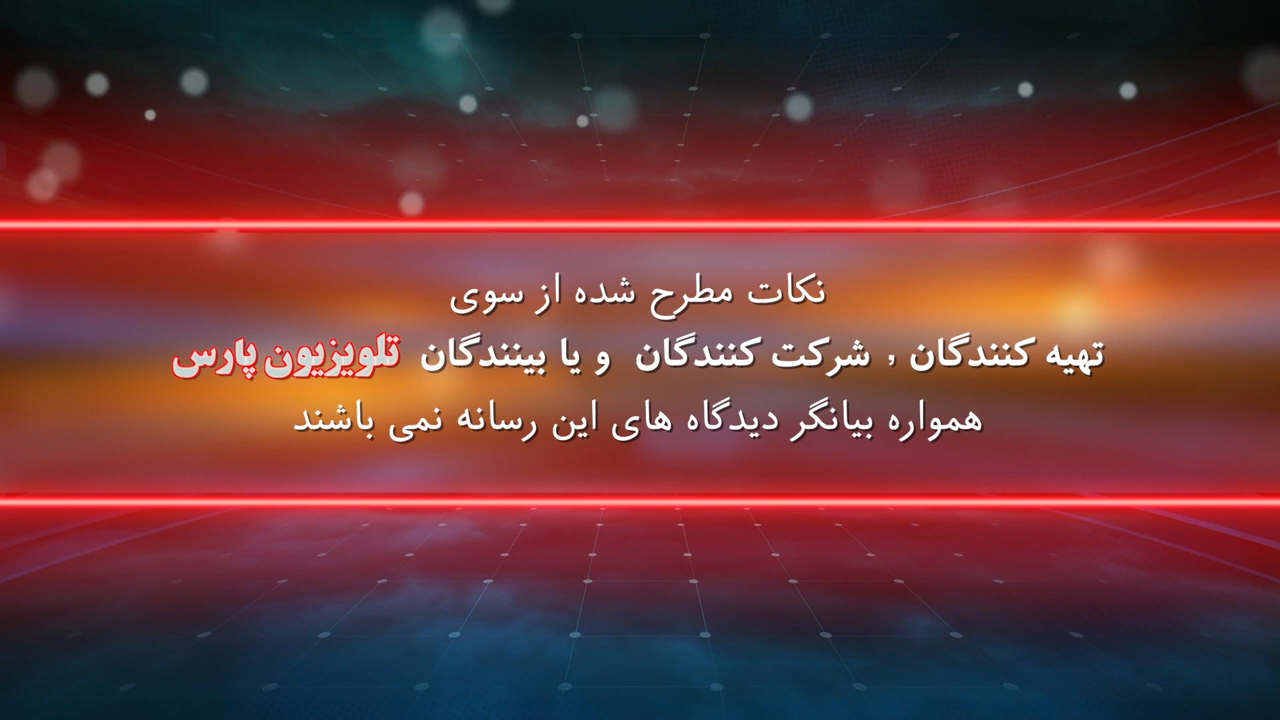 نکات مطرح شده از سوی
تهیه کنندگان , شرکت کنندگان و یا بینندگان تلویزیون پارس
همواره بیانگر دیدگاه های این رسانه نمی باشند